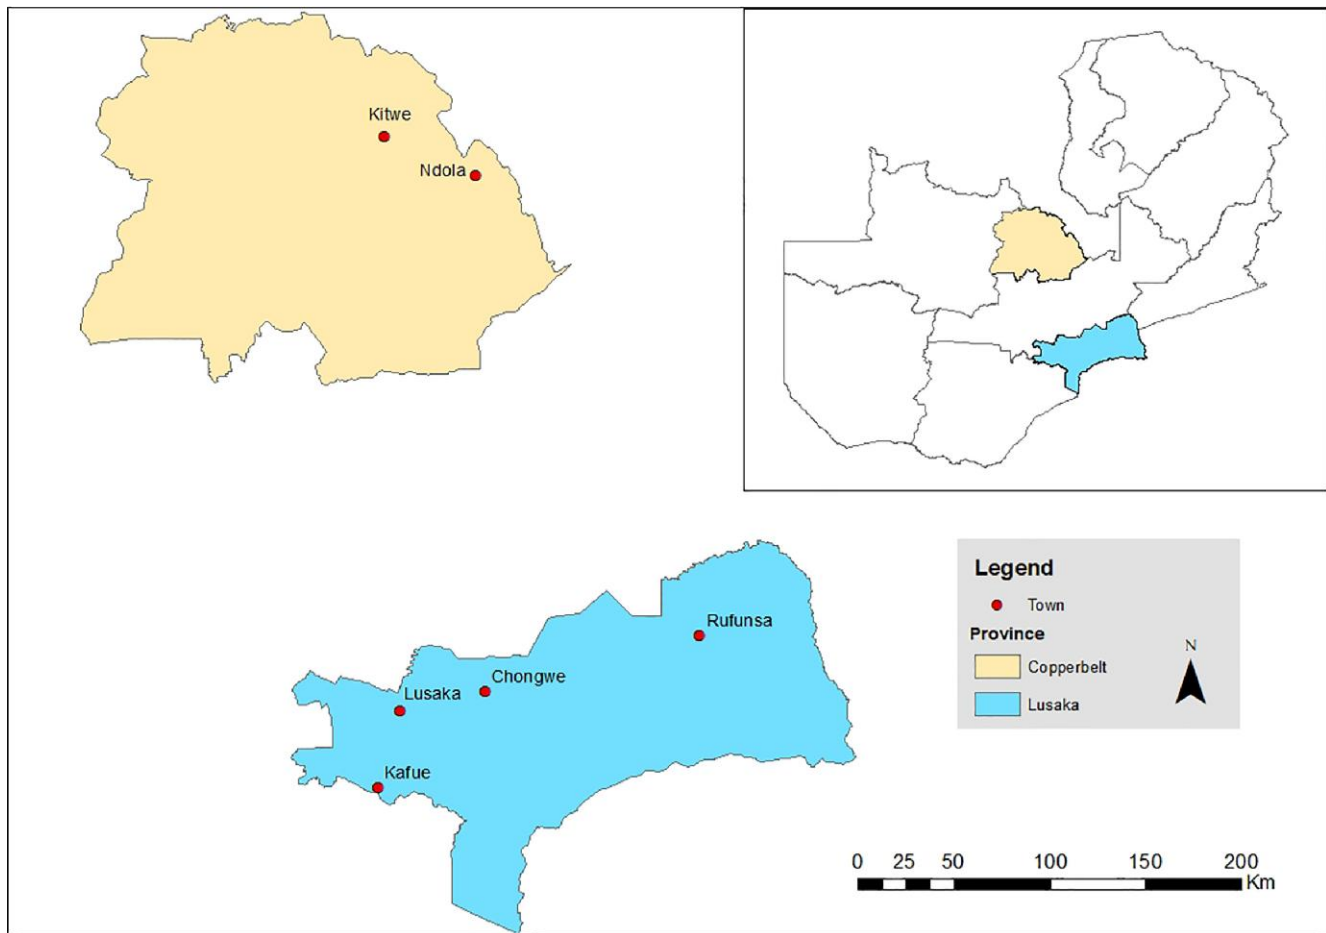 Kitwe
Ndola
Rufunsa
Chongwe
Lusaka
Kafue
Legend
Town
Province
Copperbelt
Lusaka
N
0 25 50 100 150 200
Km